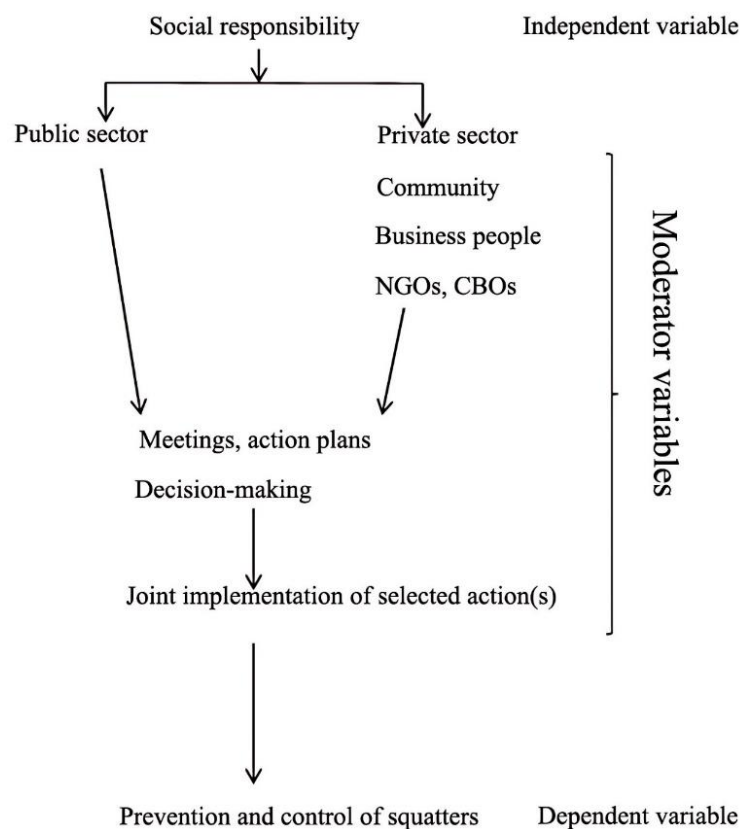 Social responsibility
Independent variable
Public sector
Private sector
Community
Business people
NGOs, CBOs
Moderator variables
Meetings, action plans
Decision-making
Joint implementation of selected action(s)
Prevention and control of squatters
Dependent variable